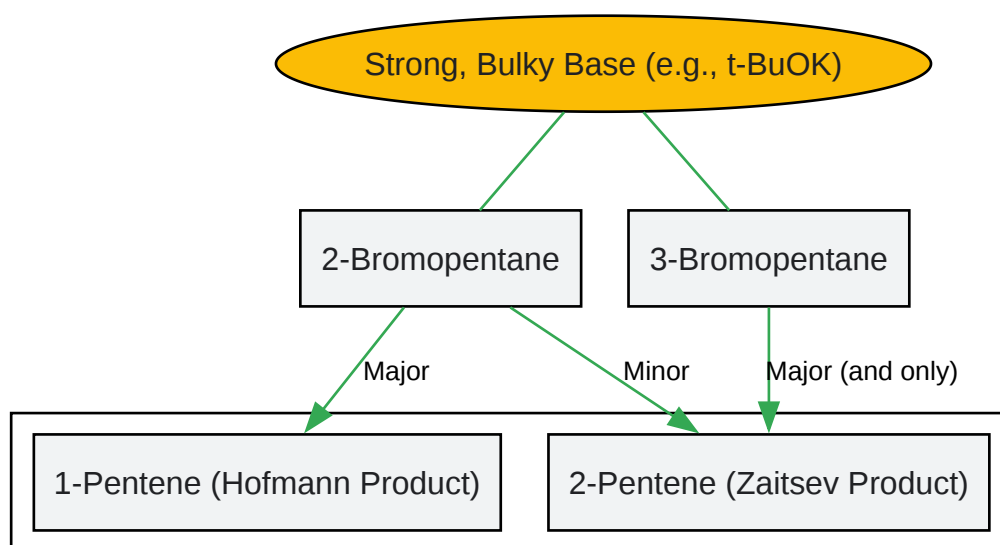 Strong, Bulky Base (e.g., t-BuOK)
2-Bromopentane
3-Bromopentane
Major
Minor
Major (and only)
1-Pentene (Hofmann Product)
2-Pentene (Zaitsev Product)